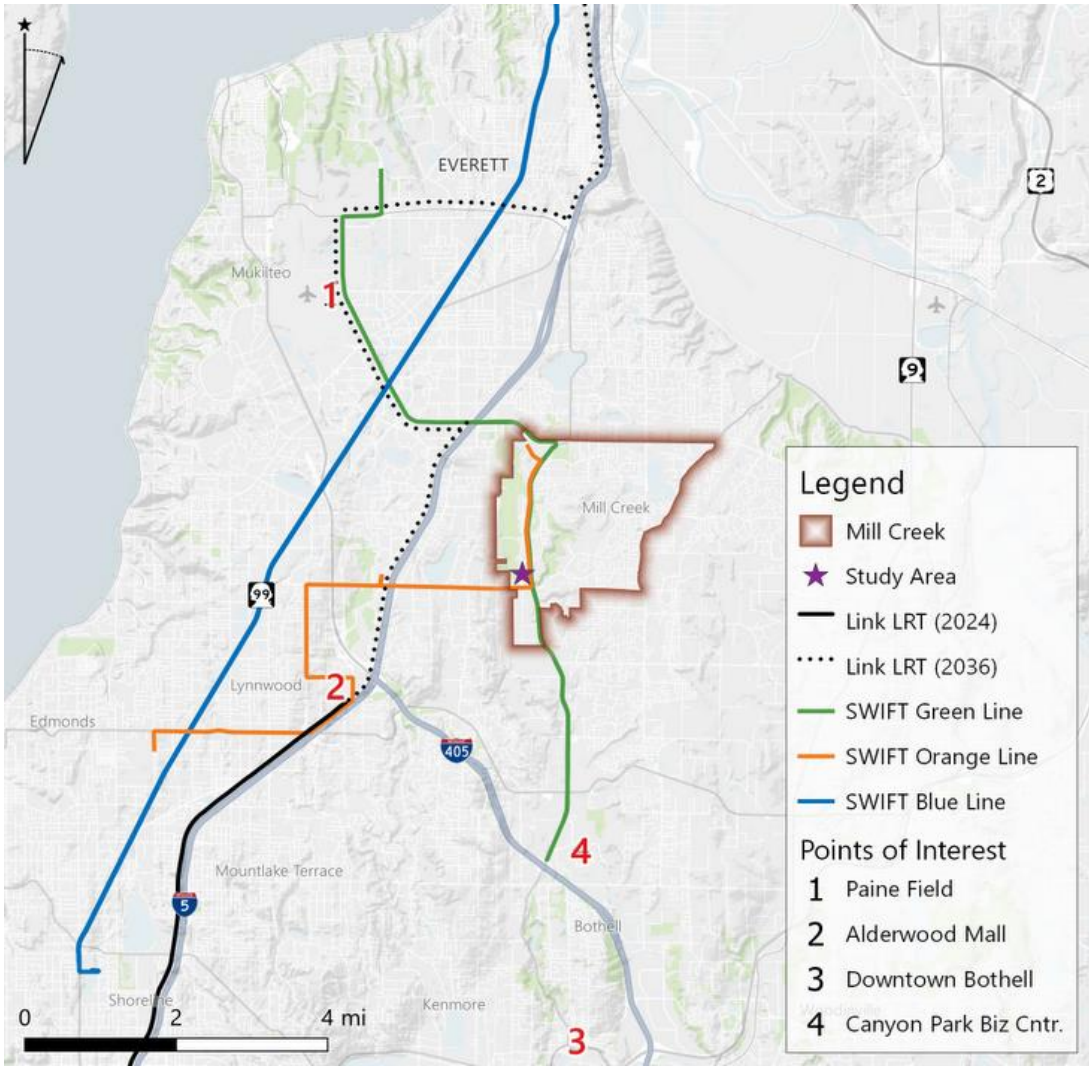 EVERETT
2
Mukilteo
1
9
Mill Creek
99
Lynnwood
2
Edmonds
405
4
Mountlake Terrace
5
Bothell
Shoreline
Kenmore
3
0 2 4 mi
Legend
Mill Creek
Study Area
Link LRT (2024)
Link LRT (2036)
SWIFT Green Line
SWIFT Orange Line
SWIFT Blue Line
Points of Interest
1 Paine Field
2 Alderwood Mall
3 Downtown Bothell
4 Canyon Park Biz Cntr.